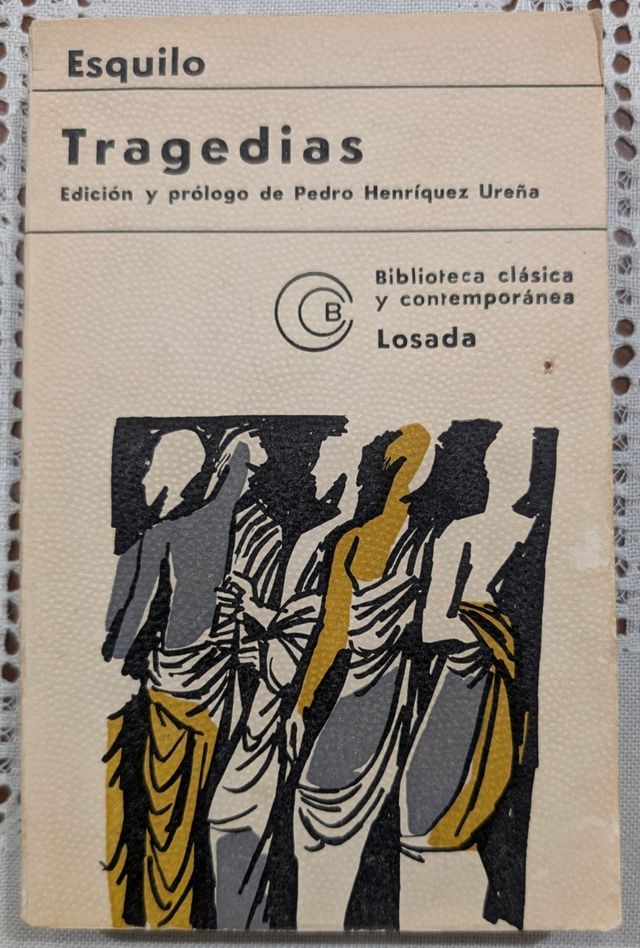 Esquilo
Tragedias
Edición y prólogo de Pedro Henríquez Ureña
B
Biblioteca clásica
y contemporánea
Losada